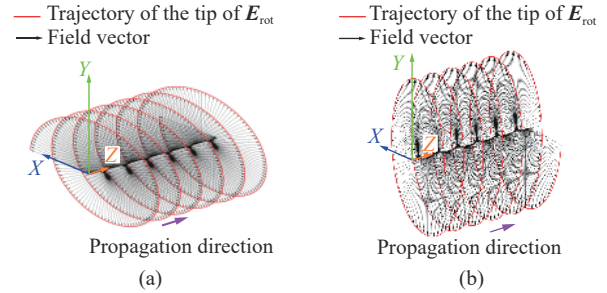 Trajectory of the tip of E_rot
Field vector
Y
X
Z
Propagation direction
(a)
Trajectory of the tip of E_rot
Field vector
Y
X
Z
Propagation direction
(b)